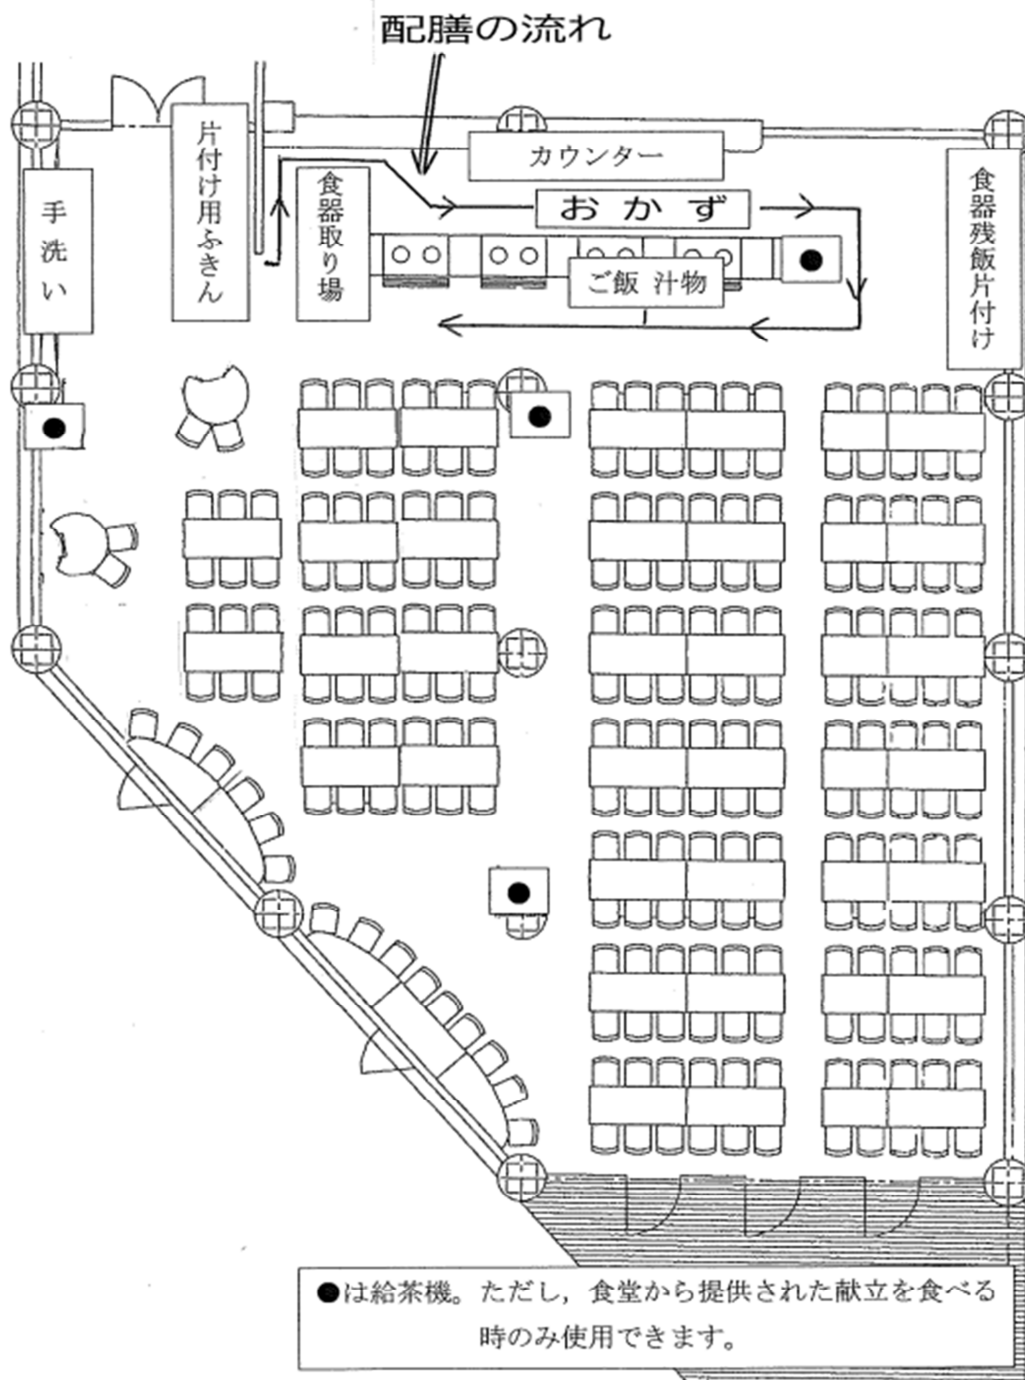 配膳の流れ
カウンター
片付け用ふきん
手洗い
食器取り場
おかず
食器残飯片付け
ご飯 汁物
●は給茶機。ただし，食堂から提供された献立を食べる
時のみ使用できます。